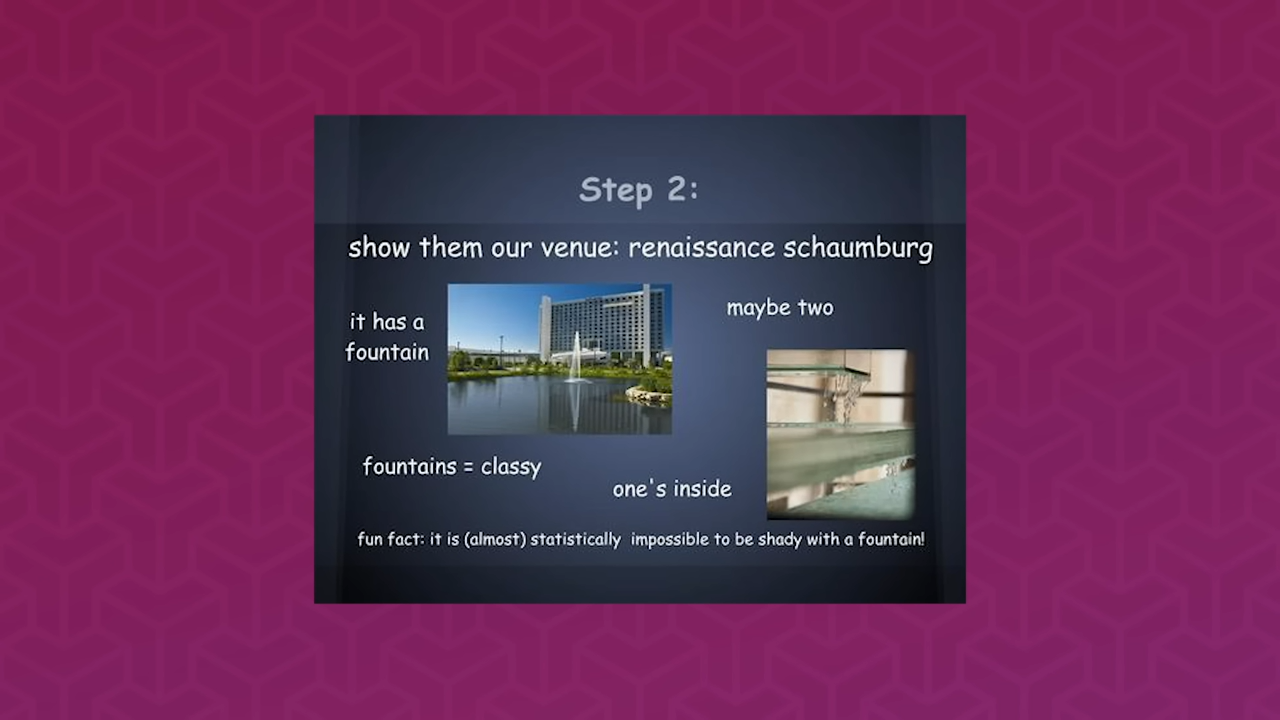 Step 2:
show them our venue: renaissance schaumburg
it has a
fountain
maybe two
fountains = classy
one's inside
fun fact: it is (almost) statistically impossible to be shady with a fountain!